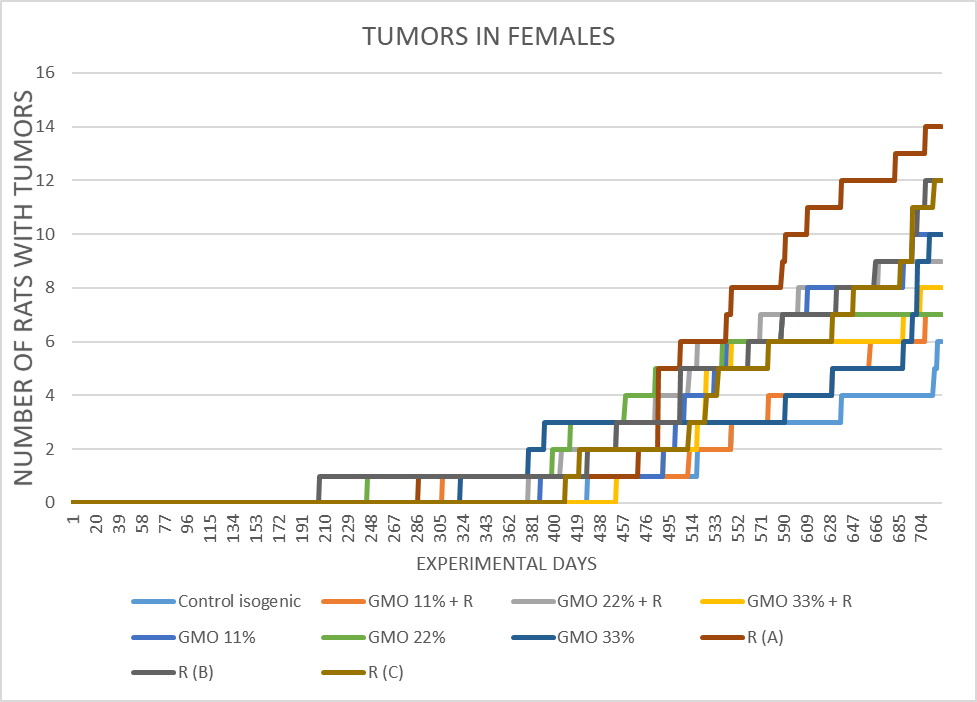 TUMORS IN FEMALES
NUMBER OF RATS WITH TUMORS
16
14
12
10
8
6
4
2
0
1 20 39 58 77 96 115 134 153 172 191 210 229 248 267 286 305 324 343 362 381 400 419 438 457 476 495 514 533 552 571 590 609 628 647 666 685 704
EXPERIMENTAL DAYS
Control isogenic GMO 11% + R GMO 22% + R GMO 33% + R
GMO 11% GMO 22% GMO 33% R (A)
R (B) R (C)